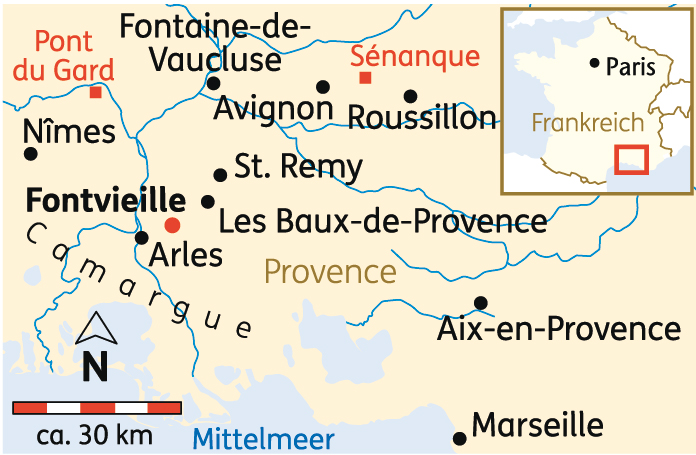 Fontaine-de-
Vaucluse
Pont
du Gard
Sénanque
Paris
Avignon
Roussillon
Frankreich
Nîmes
St. Remy
Fontvieille
Les Baux-de-Provence
Camargue
Arles
Provence
Aix-en-Provence
N
ca. 30 km
Mittelmeer
Marseille